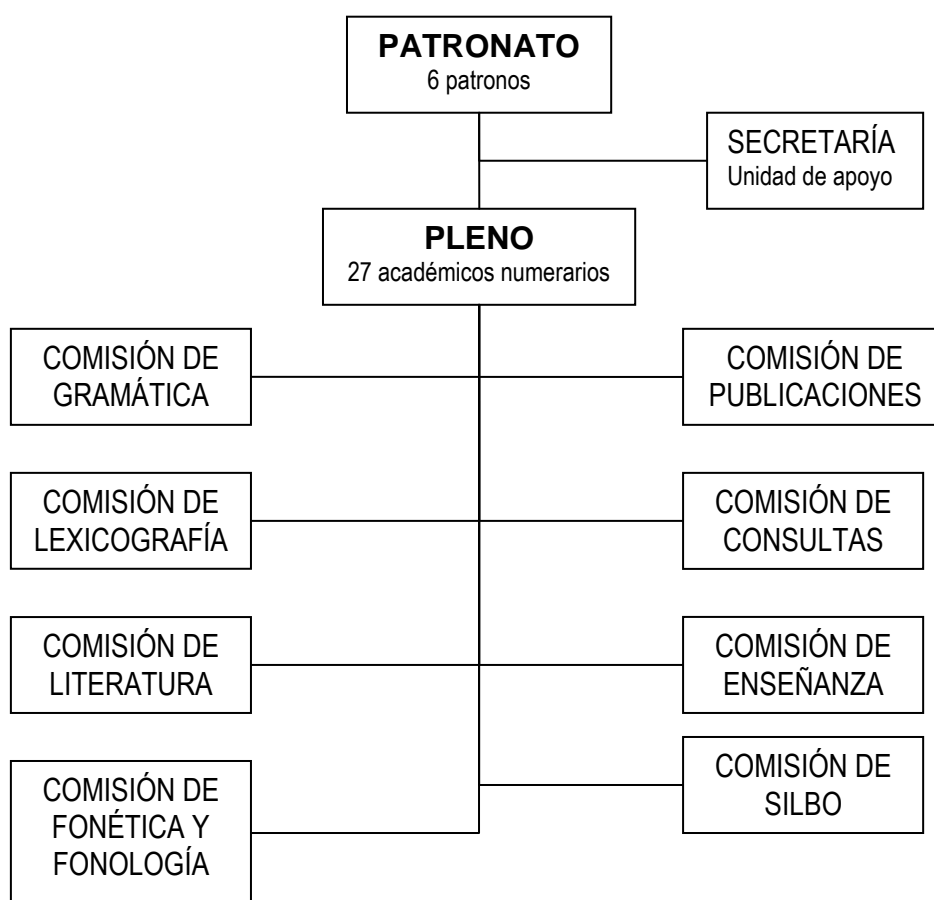 PATRONATO
6 patronos
SECRETARÍA
Unidad de apoyo
PLENO
27 académicos numerarios
COMISIÓN DE
GRAMÁTICA
COMISIÓN DE
PUBLICACIONES
COMISIÓN DE
LEXICOGRAFÍA
COMISIÓN DE
CONSULTAS
COMISIÓN DE
LITERATURA
COMISIÓN DE
ENSEÑANZA
COMISIÓN DE
FONÉTICA Y
FONOLOGÍA
COMISIÓN DE
SILBO